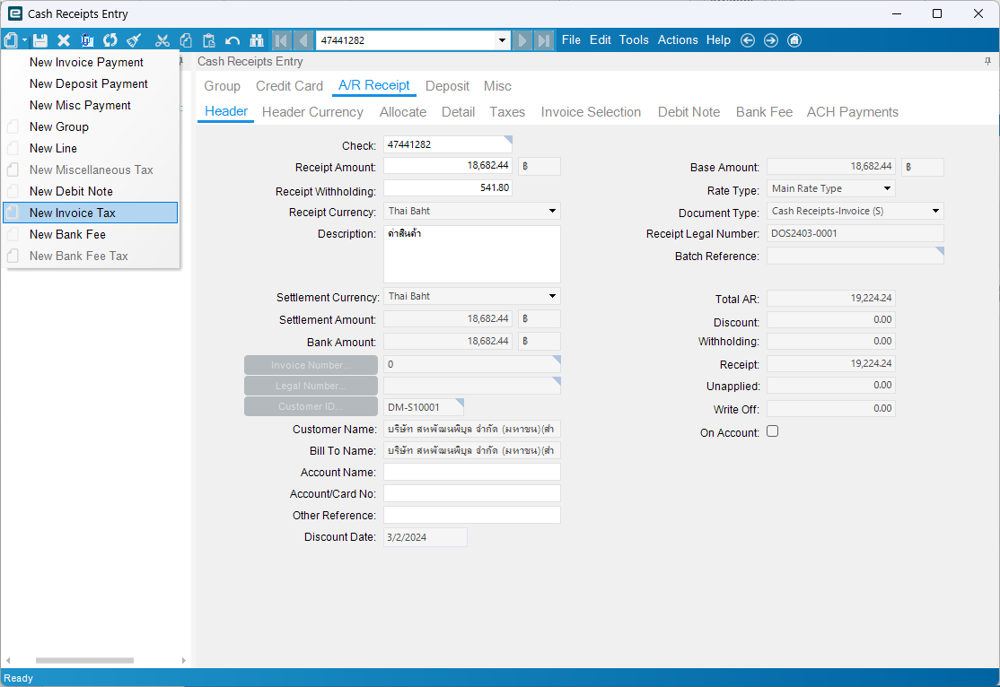 Cash Receipts Entry
47441282
File Edit Tools Actions Help
New Invoice Payment
New Deposit Payment
New Misc Payment
New Group
New Line
New Miscellaneous Tax
New Debit Note
New Invoice Tax
New Bank Fee
New Bank Fee Tax
Cash Receipts Entry
Group Credit Card A/R Receipt Deposit Misc
Header Header Currency Allocate Detail Taxes Invoice Selection Debit Note Bank Fee ACH Payments
Check: 47441282
Receipt Amount: 18,682.44 ฿ Base Amount: 18,682.44 ฿
Receipt Withholding: 541.80 Rate Type: Main Rate Type
Receipt Currency: Thai Baht Document Type: Cash Receipts-Invoice (S)
Description: ค่าสินค้า Receipt Legal Number: DOS2403-0001
Batch Reference:
Settlement Currency: Thai Baht Total AR: 19,224.24
Settlement Amount: 18,682.44 ฿ Discount: 0.00
Bank Amount: 18,682.44 ฿ Withholding: 0.00
Invoice Number... 0 Receipt: 19,224.24
Legal Number... Unapplied: 0.00
Customer ID... DM-S10001 Write Off: 0.00
Customer Name: บริษัท สหพัฒนพิบูล จำกัด (มหาชน)(สำ On Account:
Bill To Name: บริษัท สหพัฒนพิบูล จำกัด (มหาชน)(สำ
Account Name:
Account/Card No:
Other Reference:
Discount Date: 3/2/2024
Ready